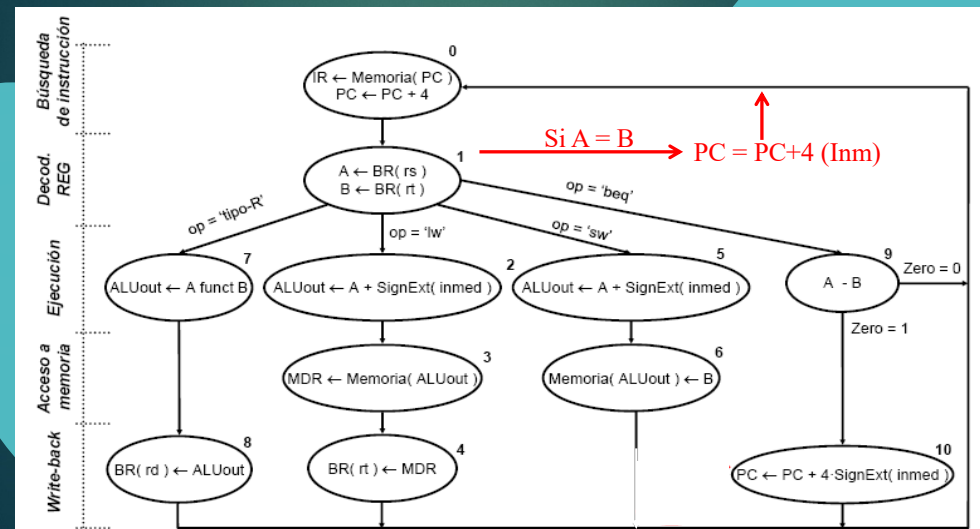 Búsqueda
de instrucción
0
IR ← Memoria( PC )
PC ← PC + 4
Si A = B
PC = PC+4 (Inm)
Decod.
REG
1
A ← BR( rs )
B ← BR( rt )
op = 'tipo-R'
op = 'lw'
op = 'sw'
op = 'beq'
Ejecución
7
ALUout ← A funct B
2
ALUout ← A + SignExt( inmed )
5
ALUout ← A + SignExt( inmed )
9
A - B
Zero = 0
Zero = 1
Acceso a
memoria
3
MDR ← Memoria( ALUout)
6
Memoria( ALUout ) ← B
Write-back
8
BR( rd ) ← ALUout
4
BR( rt ) ← MDR
10
PC ← PC + 4·SignExt( inmed )